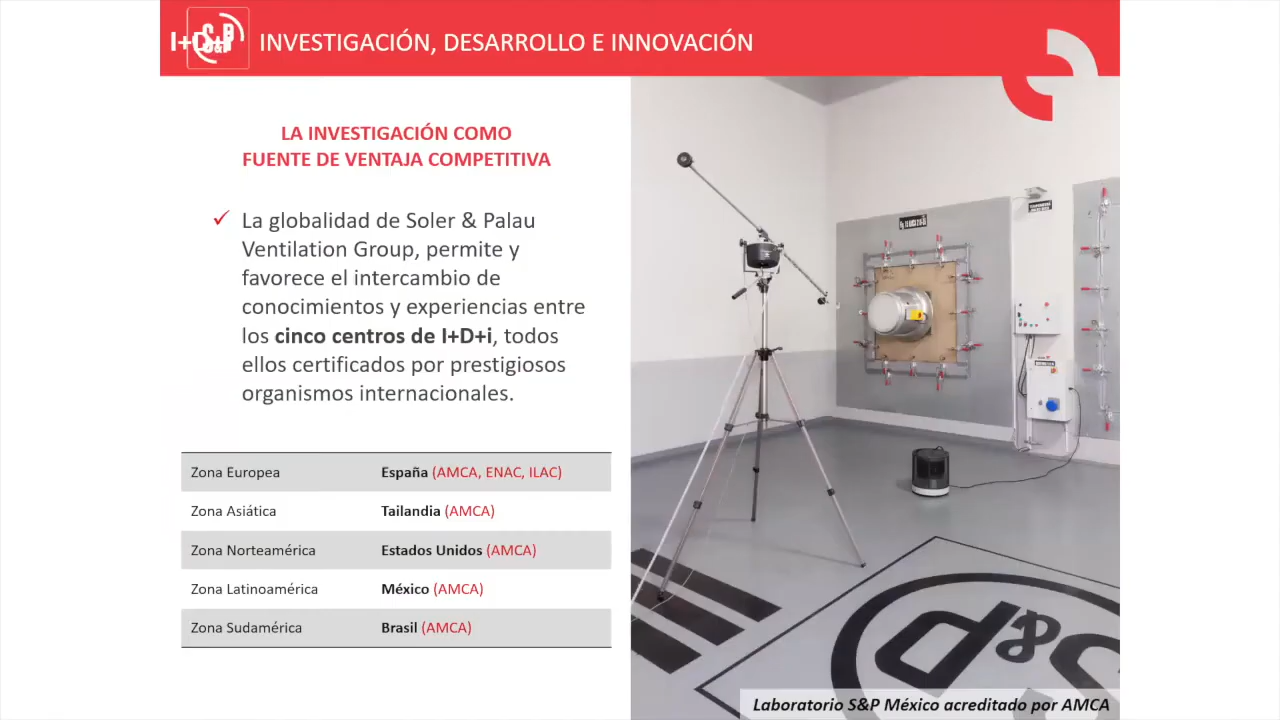 I+D+i S&P INVESTIGACIÓN, DESARROLLO E INNOVACIÓN
LA INVESTIGACIÓN COMO
FUENTE DE VENTAJA COMPETITIVA
✓ La globalidad de Soler & Palau
Ventilation Group, permite y
favorece el intercambio de
conocimientos y experiencias entre
los cinco centros de I+D+i, todos
ellos certificados por prestigiosos
organismos internacionales.
Zona Europea España (AMCA, ENAC, ILAC)
Zona Asiática Tailandia (AMCA)
Zona Norteamérica Estados Unidos (AMCA)
Zona Latinoamérica México (AMCA)
Zona Sudamérica Brasil (AMCA)
S&P
Laboratorio S&P México acreditado por AMCA